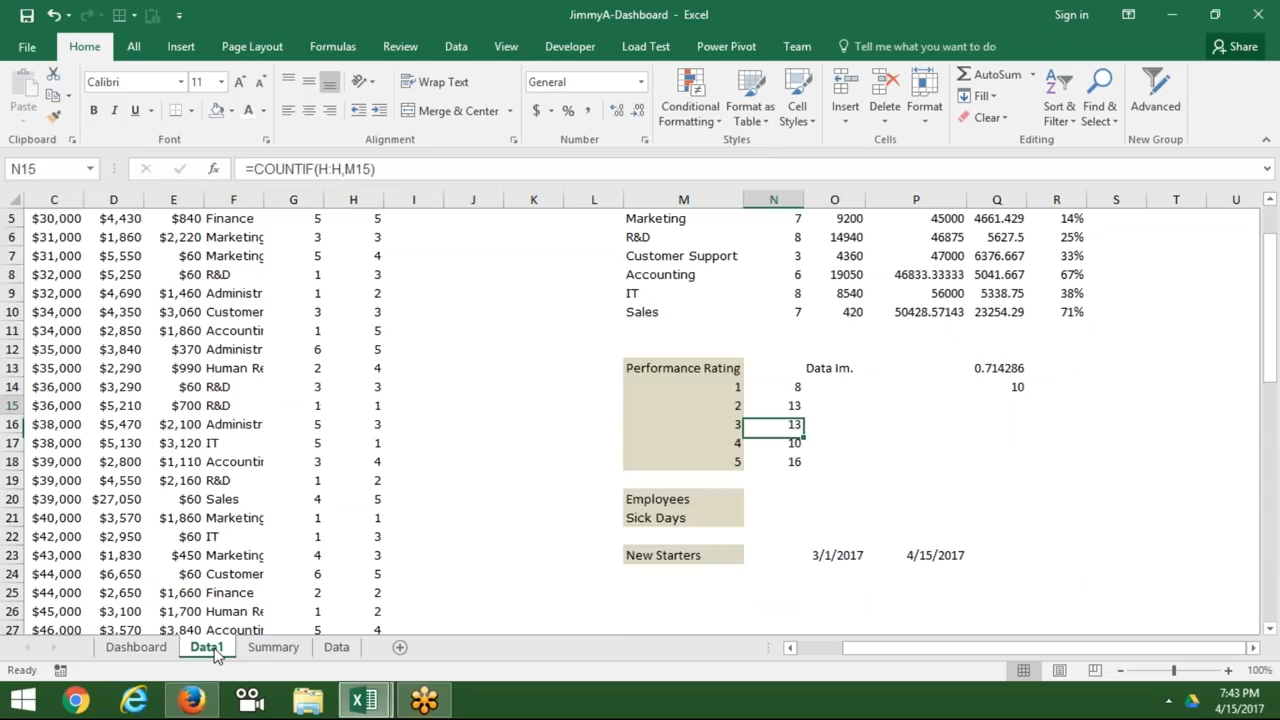 JimmyA-Dashboard - Excel
Sign in
File Home All Insert Page Layout Formulas Review Data View Developer Load Test Power Pivot Team Tell me what you want to do Share
Paste
Calibri 11
B I U
Wrap Text
Merge & Center
General
$ % ,
Conditional Formatting
Format as Table
Cell Styles
Insert
Delete
Format
AutoSum
Fill
Clear
Sort & Filter
Find & Select
Advanced
Clipboard Font Alignment Number Styles Cells Editing New Group
N15 fx =COUNTIF(H:H,M15)
C D E F G H I J K L M N O P Q R S T U
5 $30,000 $4,430 $840 Finance 5 5 Marketing 7 9200 45000 4661.429 14%
6 $31,000 $1,860 $2,220 Marketing 3 3 R&D 8 14940 46875 5627.5 25%
7 $31,000 $5,550 $60 Marketing 5 4 Customer Support 3 4360 47000 6376.667 33%
8 $32,000 $5,250 $60 R&D 1 3 Accounting 6 19050 46833.33333 5041.667 67%
9 $32,000 $4,690 $1,460 Administr 1 2 IT 8 8540 56000 5338.75 38%
10 $34,000 $4,350 $3,060 Customer 3 3 Sales 7 420 50428.57143 23254.29 71%
11 $34,000 $2,850 $1,860 Accounti 1 5
12 $35,000 $3,840 $370 Administr 6 5
13 $35,000 $2,290 $990 Human Re 2 4 Performance Rating Data Im. 0.714286
14 $36,000 $3,290 $60 R&D 3 3 1 8 10
15 $36,000 $5,210 $700 R&D 1 1 2 13
16 $38,000 $5,470 $2,100 Administr 5 3 3 13
17 $38,000 $5,130 $3,120 IT 5 1 4 10
18 $39,000 $2,800 $1,110 Accounti 3 4 5 16
19 $39,000 $4,550 $2,160 R&D 1 2
20 $39,000 $27,050 $60 Sales 4 5 Employees
21 $40,000 $3,570 $1,860 Marketing 1 1 Sick Days
22 $42,000 $2,950 $60 IT 1 3
23 $43,000 $1,830 $450 Marketing 4 3 New Starters 3/1/2017 4/15/2017
24 $44,000 $6,650 $60 Customer 6 5
25 $44,000 $2,650 $1,660 Finance 2 2
26 $45,000 $3,100 $1,700 Human Re 1 2
27 $46,000 $3,570 $3,840 Accounti 5 4
Dashboard Data1 Summary Data
Ready 100%
7:43 PM
4/15/2017